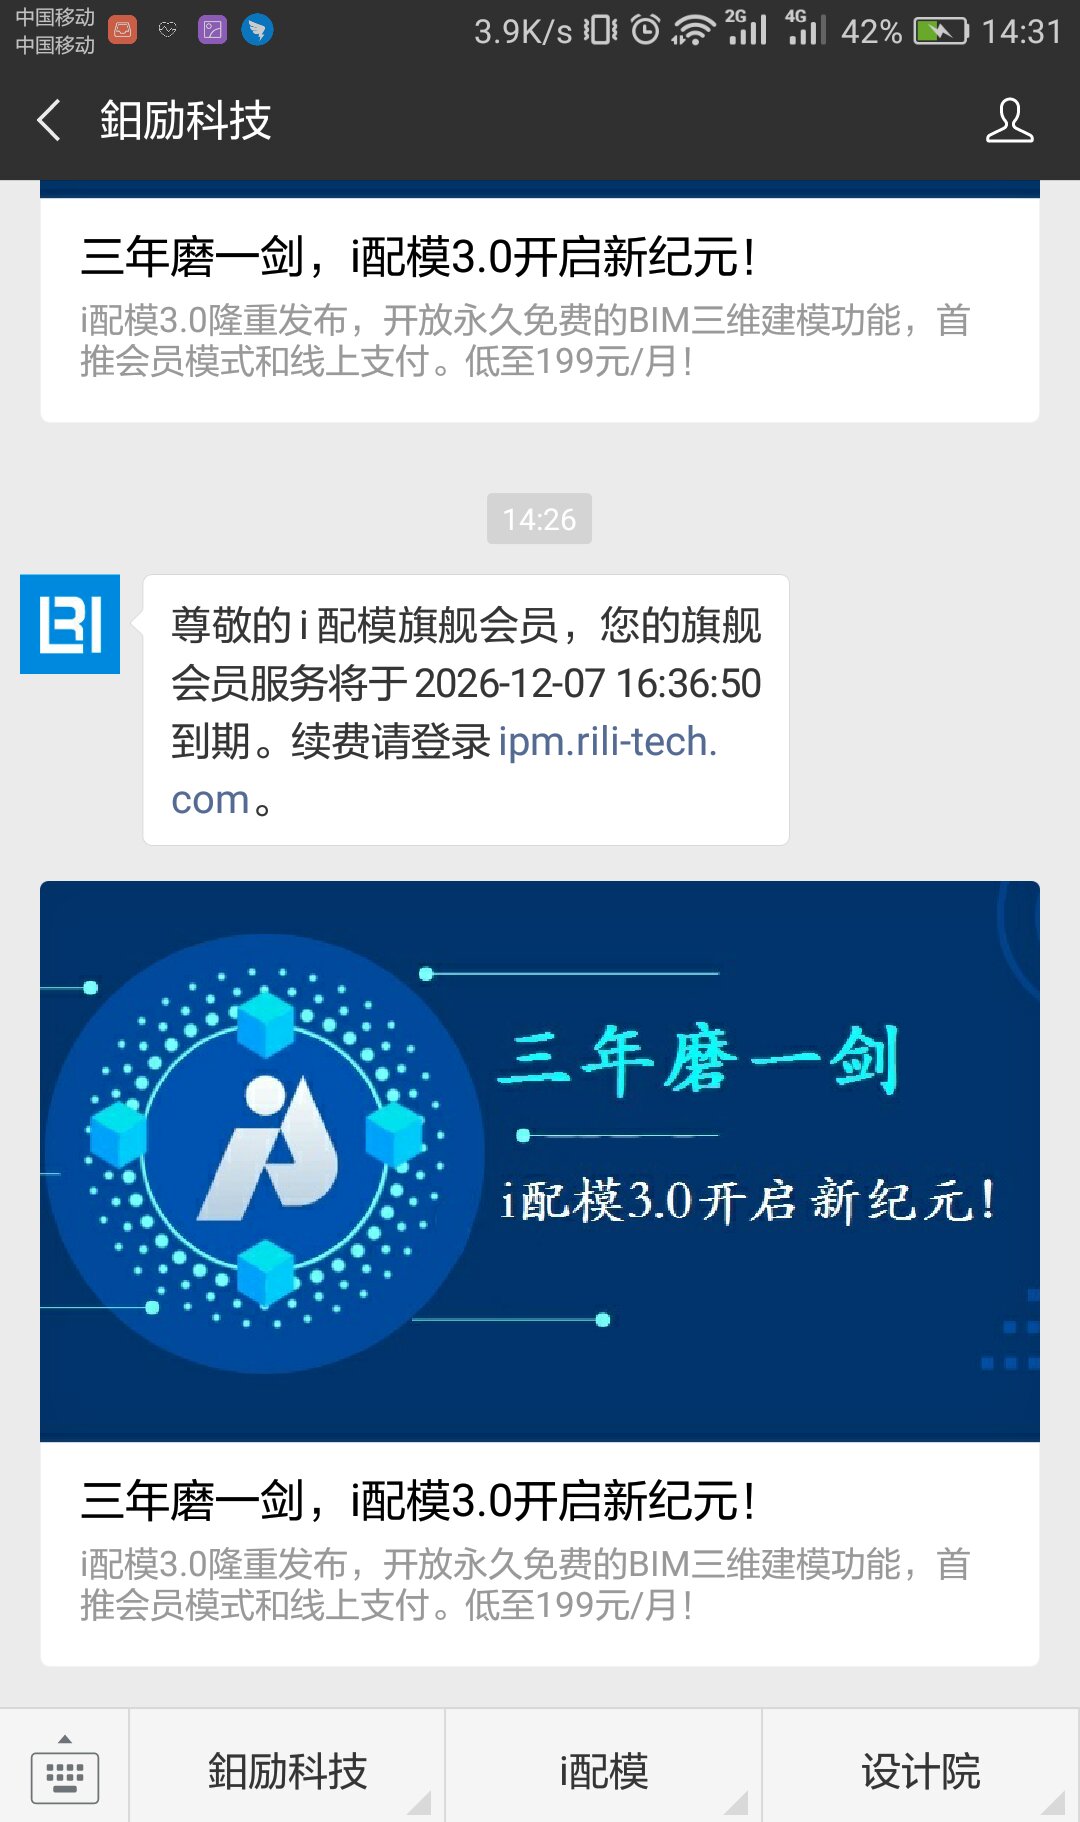 中国移动
中国移动
3.9K/s 2G 4G 42% 14:31
鈤励科技
三年磨一剑，i配模3.0开启新纪元！
i配模3.0隆重发布，开放永久免费的BIM三维建模功能，首
推会员模式和线上支付。低至199元/月！
14:26
尊敬的i配模旗舰会员，您的旗舰
会员服务将于2026-12-07 16:36:50
到期。续费请登录ipm.rili-tech.
com。
三年磨一剑
i配模3.0开启新纪元！
三年磨一剑，i配模3.0开启新纪元！
i配模3.0隆重发布，开放永久免费的BIM三维建模功能，首
推会员模式和线上支付。低至199元/月！
鈤励科技
i配模
设计院